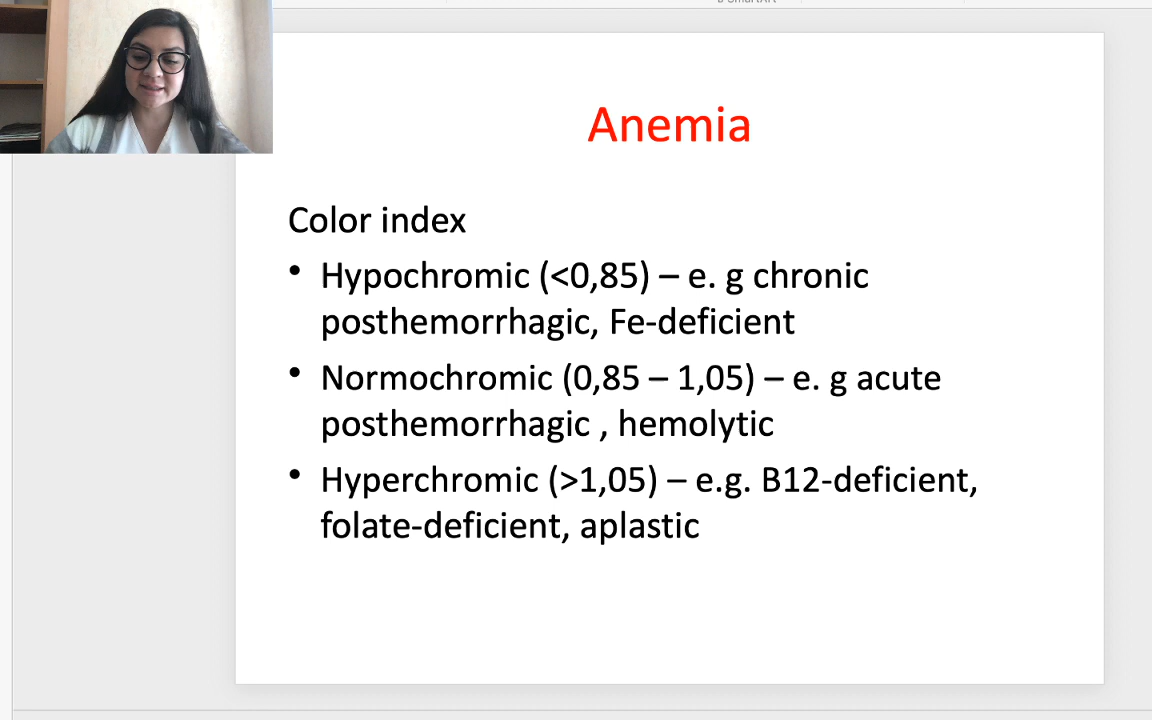 Anemia
Color index
• Hypochromic (<0,85) – e. g chronic
posthemorrhagic, Fe-deficient
• Normochromic (0,85 – 1,05) – e. g acute
posthemorrhagic , hemolytic
• Hyperchromic (>1,05) – e.g. B12-deficient,
folate-deficient, aplastic